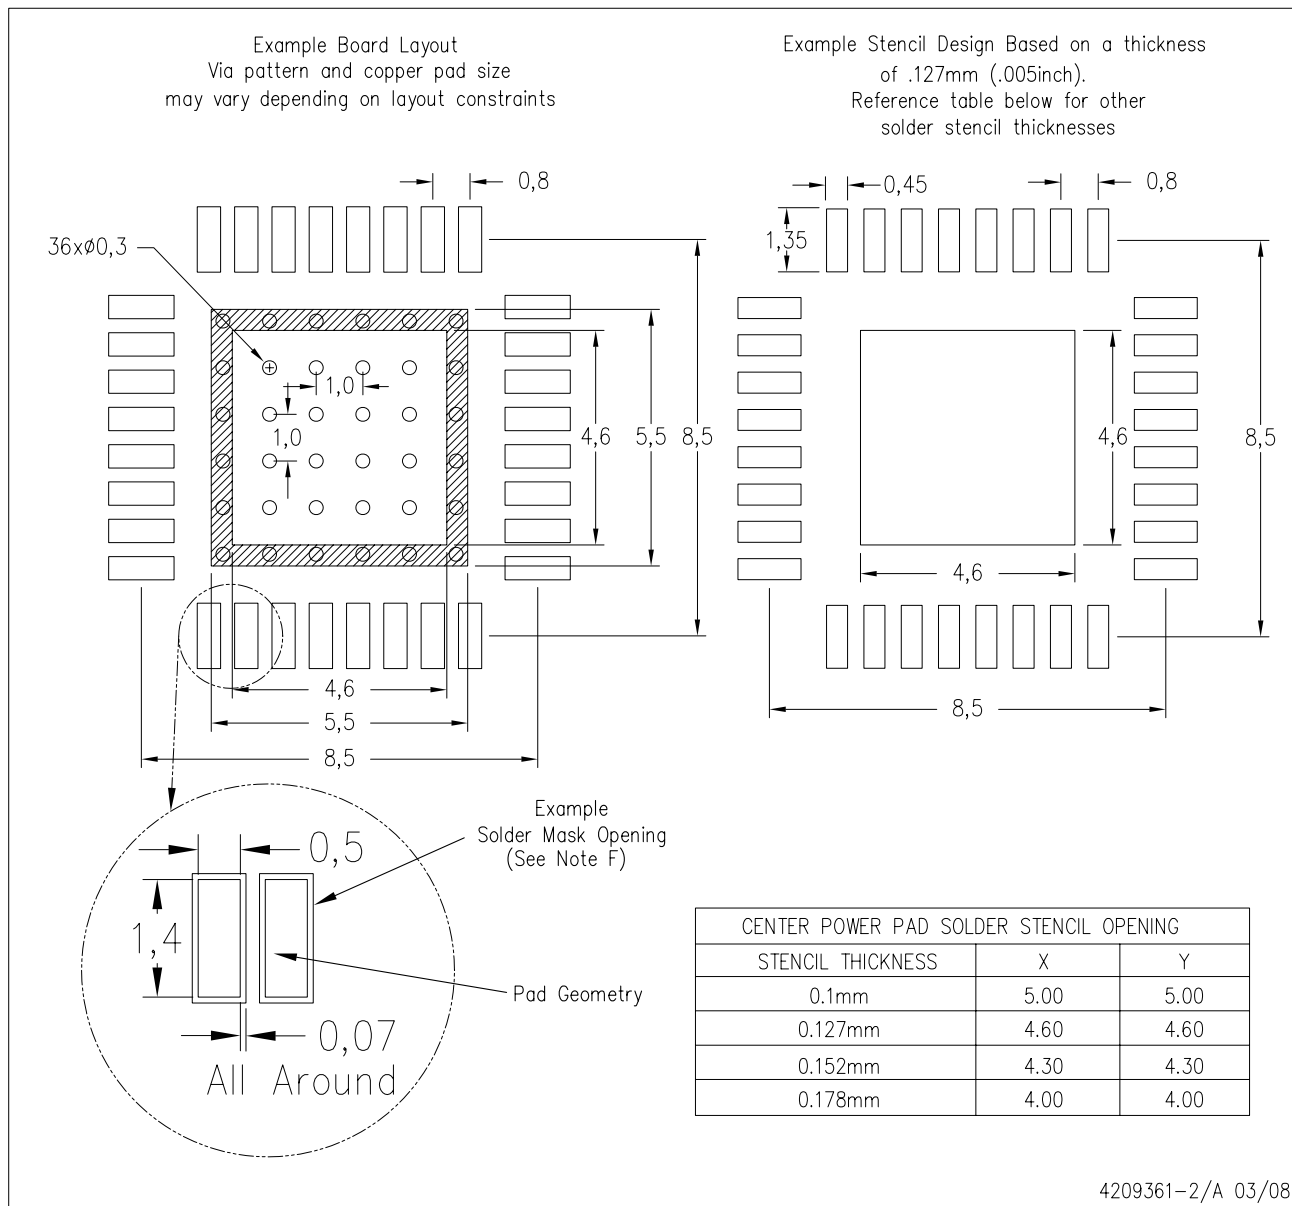 Example Board Layout
Via pattern and copper pad size
may vary depending on layout constraints
0,8
36xø0,3
1,0
1,0
4,6
5,5
8,5
4,6
5,5
8,5
Example Stencil Design Based on a thickness
of .127mm (.005inch).
Reference table below for other
solder stencil thicknesses
0,45
0,8
1,35
4,6
8,5
4,6
8,5
Example
Solder Mask Opening
(See Note F)
0,5
1,4
Pad Geometry
0,07
All Around
CENTER POWER PAD SOLDER STENCIL OPENING
STENCIL THICKNESS X Y
0.1mm 5.00 5.00
0.127mm 4.60 4.60
0.152mm 4.30 4.30
0.178mm 4.00 4.00
4209361-2/A 03/08